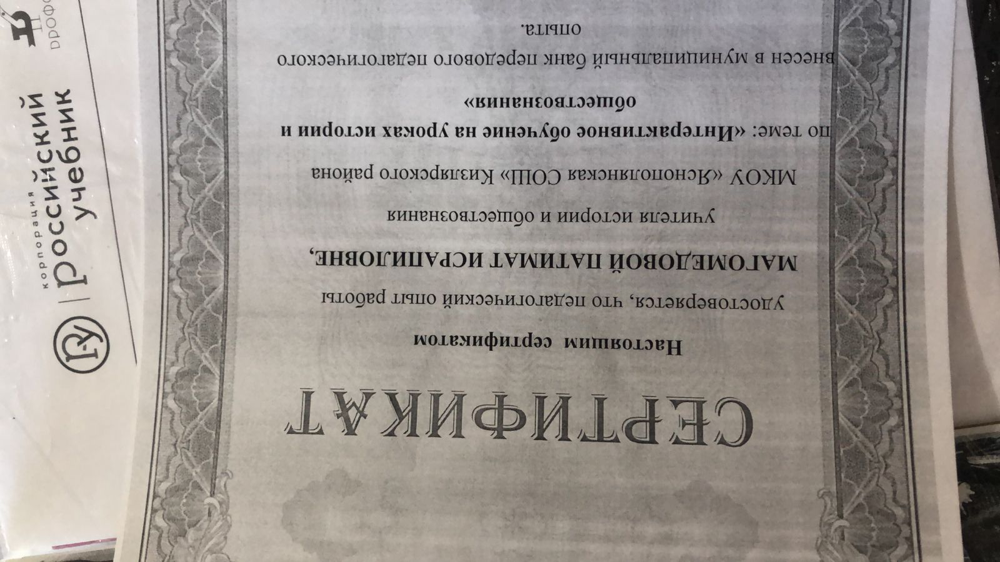 СЕРТИФИКАТ
Настоящим сертификатом
удостоверяется, что педагогический опыт работы
МАГОМЕДОВОЙ ПАТИМАТ ИСРАПИЛОВНЕ,
учителя истории и обществознания
МКОУ «Яснополянская СОШ» Кизлярского района
по теме: «Интерактивное обучение на уроках истории и
обществознания»
внесен в муниципальный банк передового педагогического
опыта.
корпорация
российский
учебник